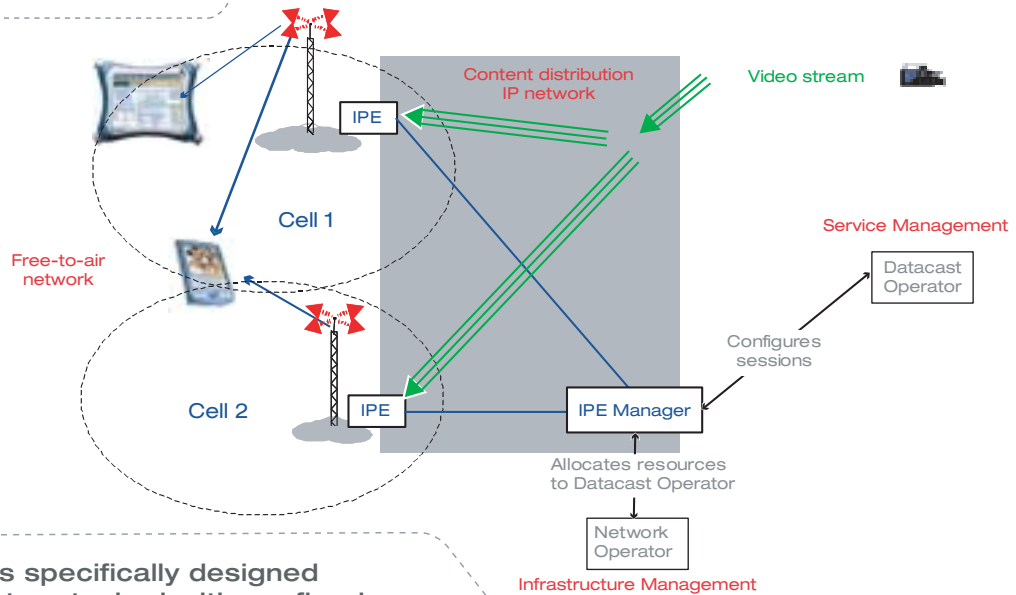 Content distribution
IP network
Video stream
IPE
Cell 1
Service Management
Free-to-air
network
Datacast
Operator
Configures
sessions
Cell 2
IPE
IPE Manager
Allocates resources
to Datacast Operator
Network
Operator
Infrastructure Management
s specifically designed